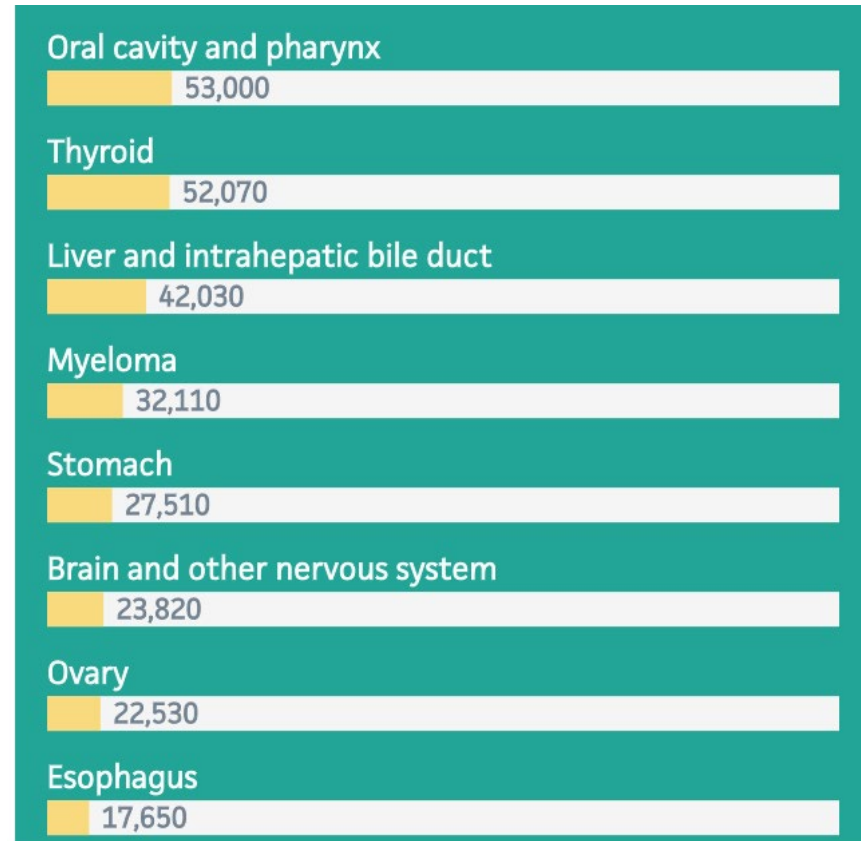 Oral cavity and pharynx
53,000
Thyroid
52,070
Liver and intrahepatic bile duct
42,030
Myeloma
32,110
Stomach
27,510
Brain and other nervous system
23,820
Ovary
22,530
Esophagus
17,650